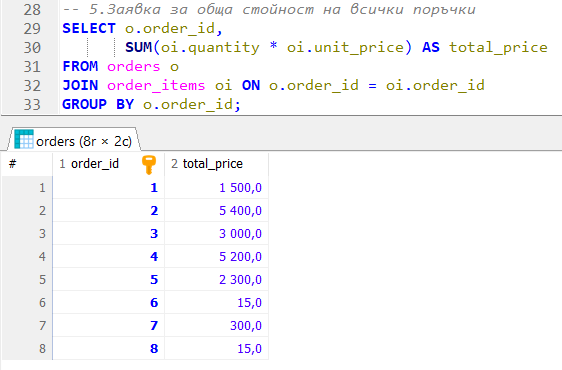 28 -- 5.Заявка за обща стойност на всички поръчки
29 SELECT o.order_id,
30 SUM(oi.quantity * oi.unit_price) AS total_price
31 FROM orders o
32 JOIN order_items oi ON o.order_id = oi.order_id
33 GROUP BY o.order_id;
orders (8r × 2c)
# 1 order_id 2 total_price
1 1 1 500,0
2 2 5 400,0
3 3 3 000,0
4 4 5 200,0
5 5 2 300,0
6 6 15,0
7 7 300,0
8 8 15,0